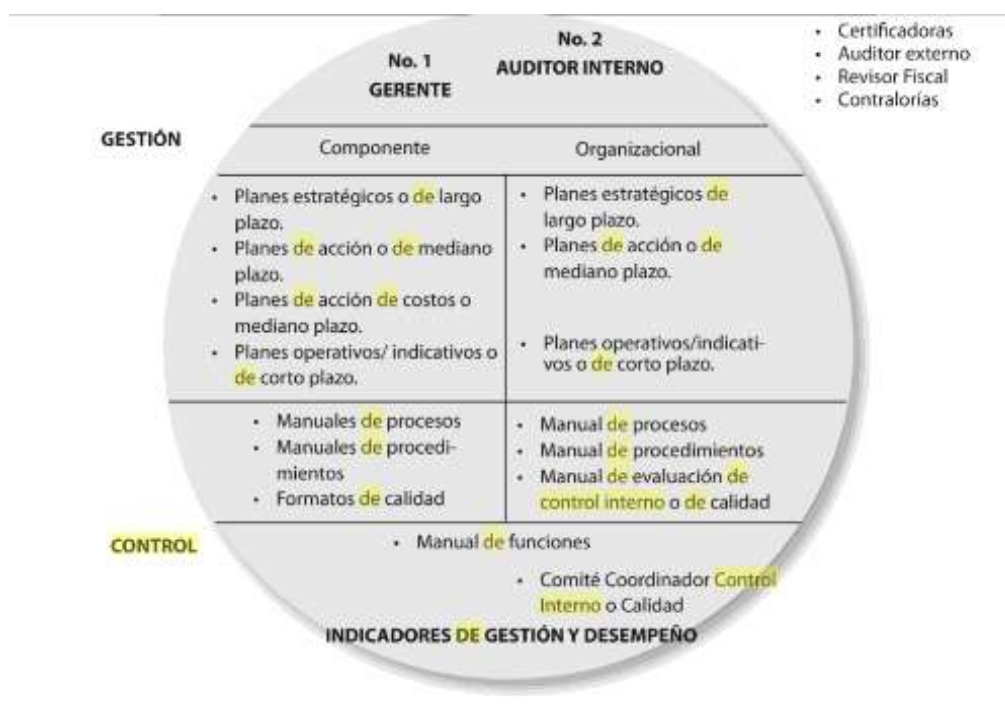 • Certificadoras
• Auditor externo
• Revisor Fiscal
• Contralorías
No. 1
GERENTE
No. 2
AUDITOR INTERNO
GESTIÓN
Componente
Organizacional
• Planes estratégicos o de largo
plazo.
• Planes de acción o de mediano
plazo.
• Planes de acción de costos o
mediano plazo.
• Planes operativos/ indicativos o
de corto plazo.
• Planes estratégicos de
largo plazo.
• Planes de acción o de
mediano plazo.
• Planes operativos/indicati-
vos o de corto plazo.
• Manuales de procesos
• Manuales de procedi-
mientos
• Formatos de calidad
• Manual de procesos
• Manual de procedimientos
• Manual de evaluación de
control interno o de calidad
CONTROL
• Manual de funciones
• Comité Coordinador Control
Interno o Calidad
INDICADORES DE GESTIÓN Y DESEMPEÑO